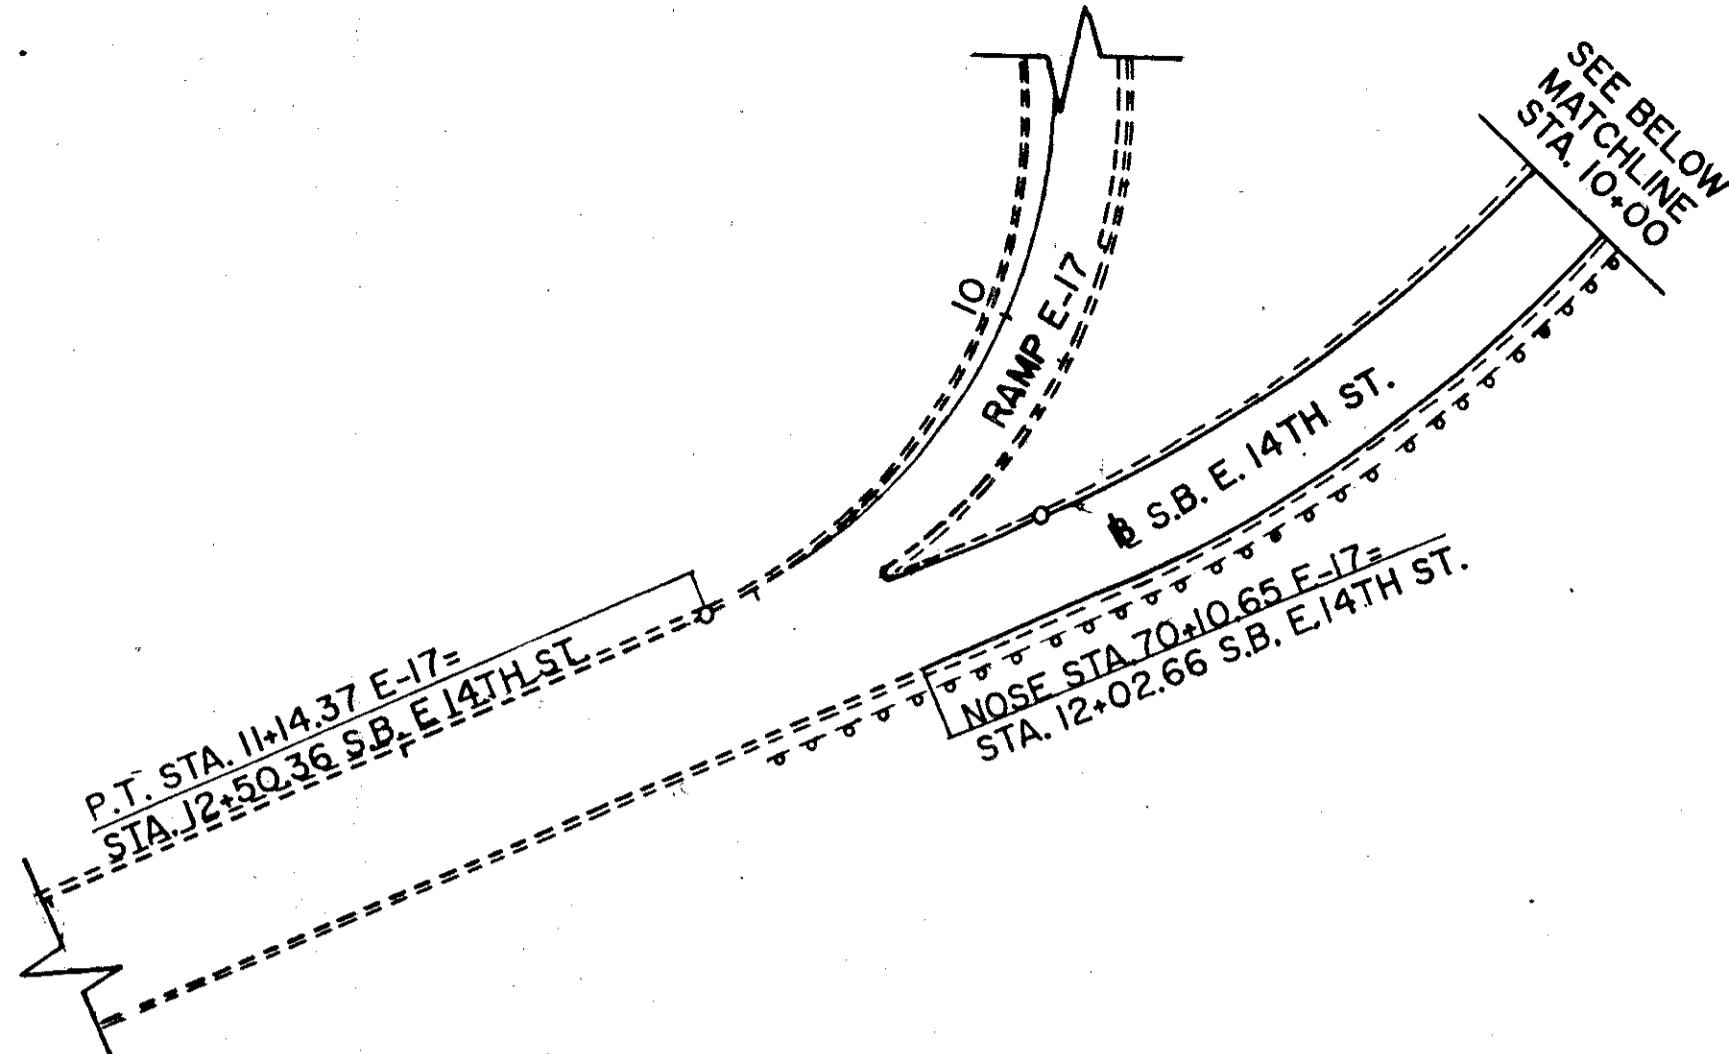 SEE BELOW
MATCHLINE
STA. 10+00
10
RAMP E-17
℄ S.B. E. 14TH ST.
P.T. STA. 11+14.37 E-17=
STA. 12+50.36 S.B. E 14TH ST.
NOSE STA. 70+10.65 E-17=
STA. 12+02.66 S.B. E. 14TH ST.